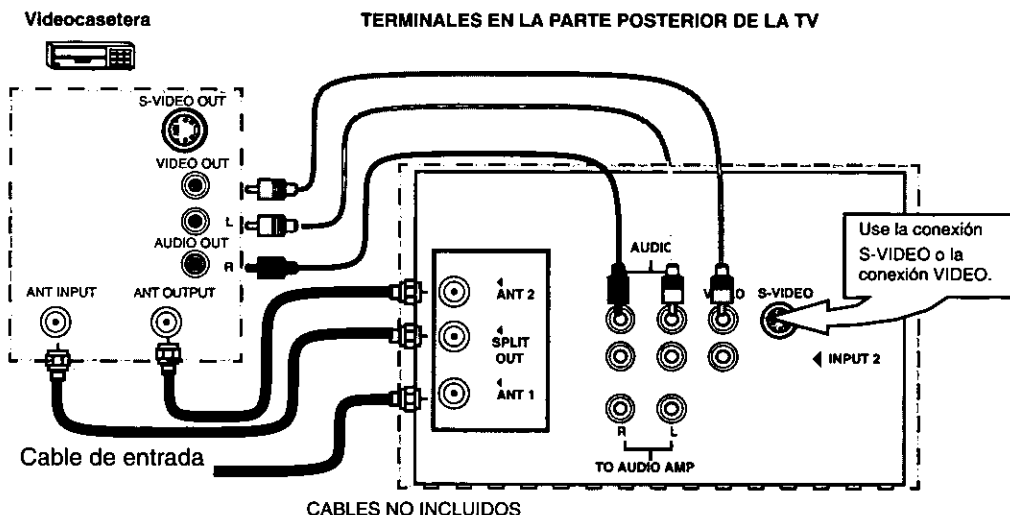 Videocasetera
TERMINALES EN LA PARTE POSTERIOR DE LA TV
S-VIDEO OUT
VIDEO OUT
L
AUDIO OUT
R
ANT INPUT
ANT OUTPUT
ANT 2
SPLIT
OUT
ANT 1
AUDIO
VIDEO
S-VIDEO
INPUT 2
Use la conexión
S-VIDEO o la
conexión VIDEO.
R
L
TO AUDIO AMP
Cable de entrada
CABLES NO INCLUIDOS